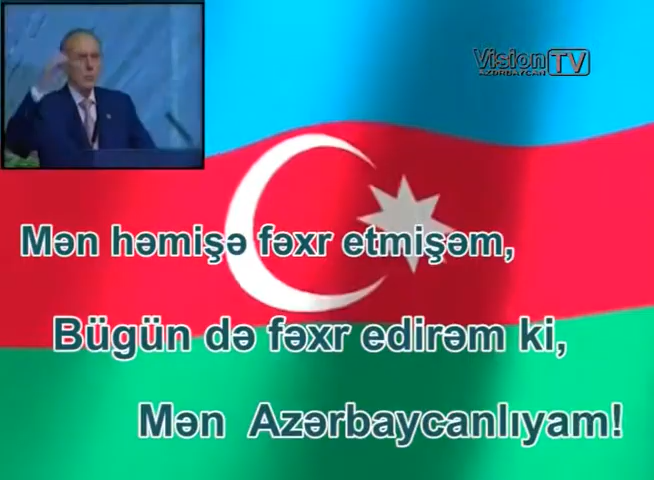 Vision TV
AZƏRBAYCAN
Mən həmişə fəxr etmişəm,
Bügün də fəxr edirəm ki,
Mən Azərbaycanlıyam!